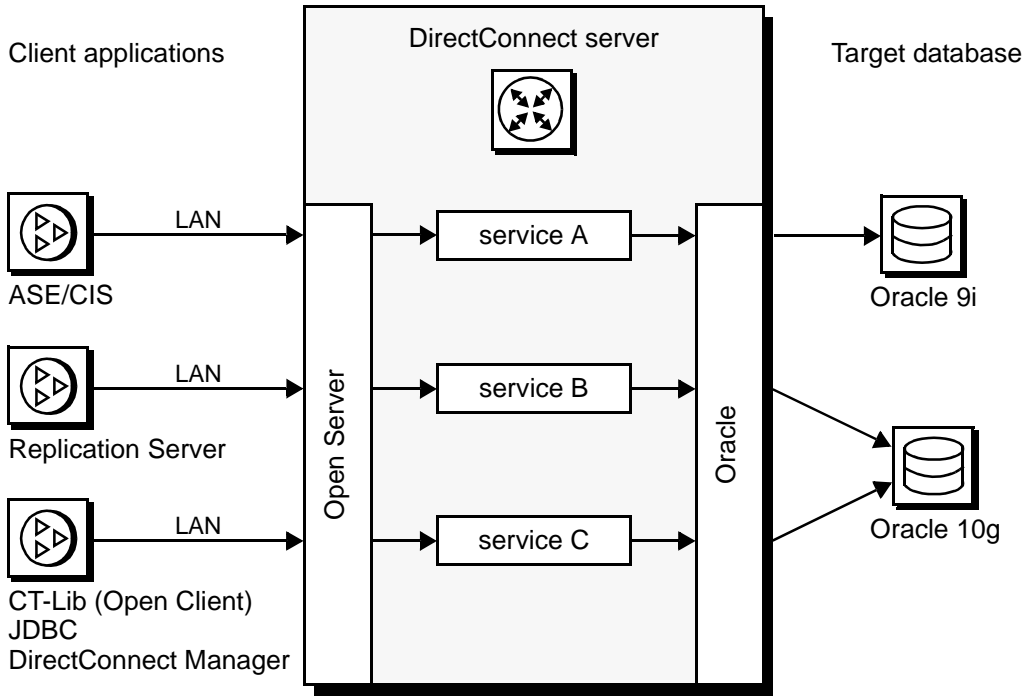 DirectConnect server
Client applications
Target database
LAN
service A
ASE/CIS
Oracle 9i
LAN
service B
Open Server
Oracle
Replication Server
LAN
service C
Oracle 10g
CT-Lib (Open Client)
JDBC
DirectConnect Manager